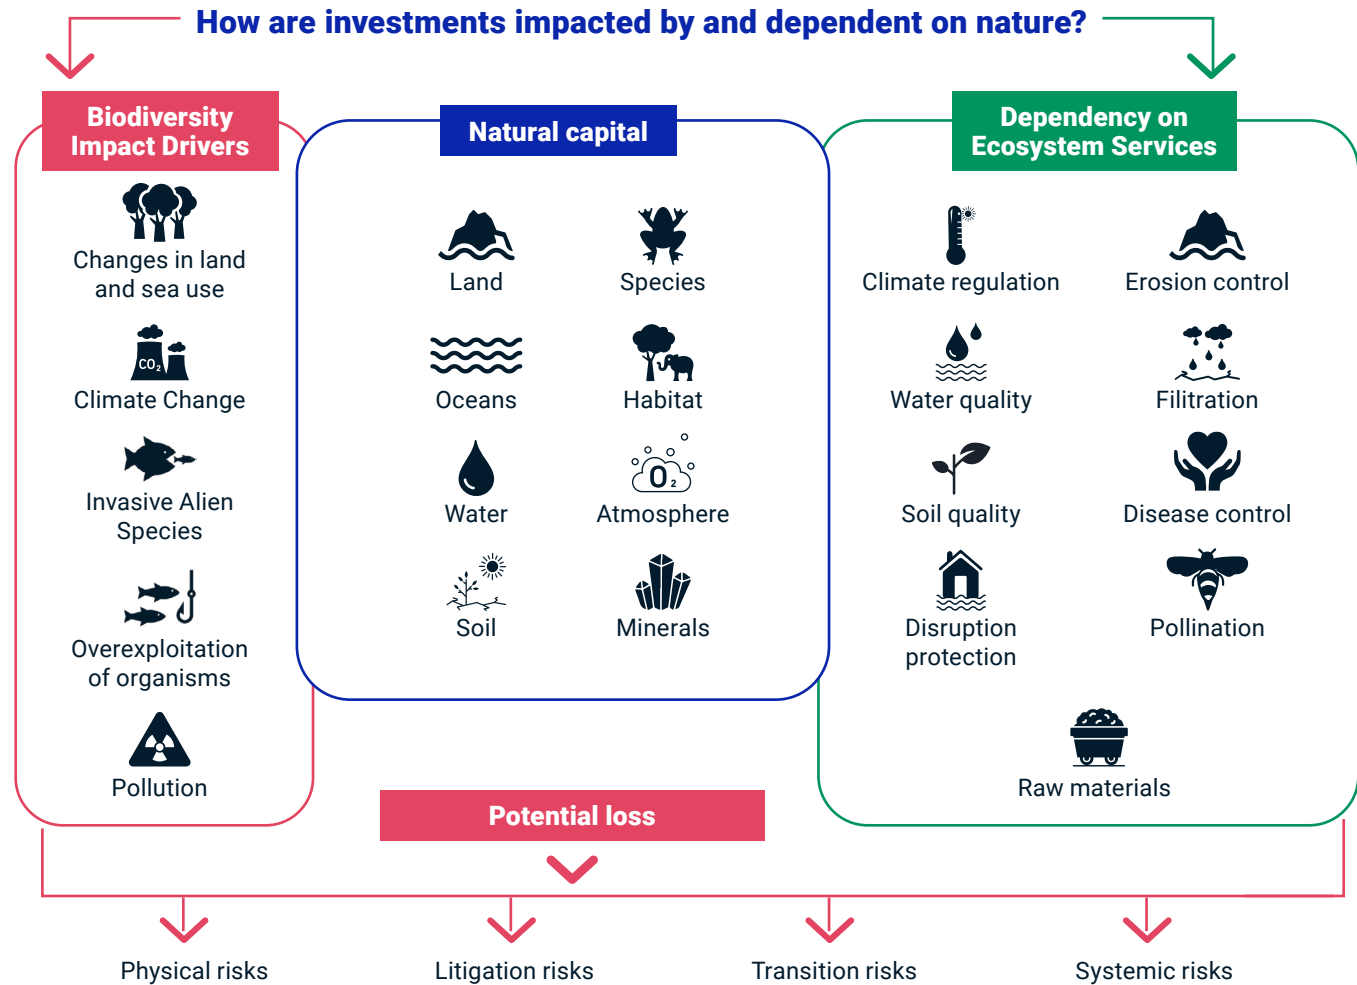 How are investments impacted by and dependent on nature?
Biodiversity
Impact Drivers
Changes in land
and sea use
CO₂
Climate Change
Invasive Alien
Species
Overexploitation
of organisms
Pollution
Natural capital
Land
Species
Oceans
Habitat
Water
O₂
Atmosphere
Soil
Minerals
Dependency on
Ecosystem Services
Climate regulation
Erosion control
Water quality
Filitration
Soil quality
Disease control
Disruption
protection
Pollination
Raw materials
Potential loss
Physical risks
Litigation risks
Transition risks
Systemic risks